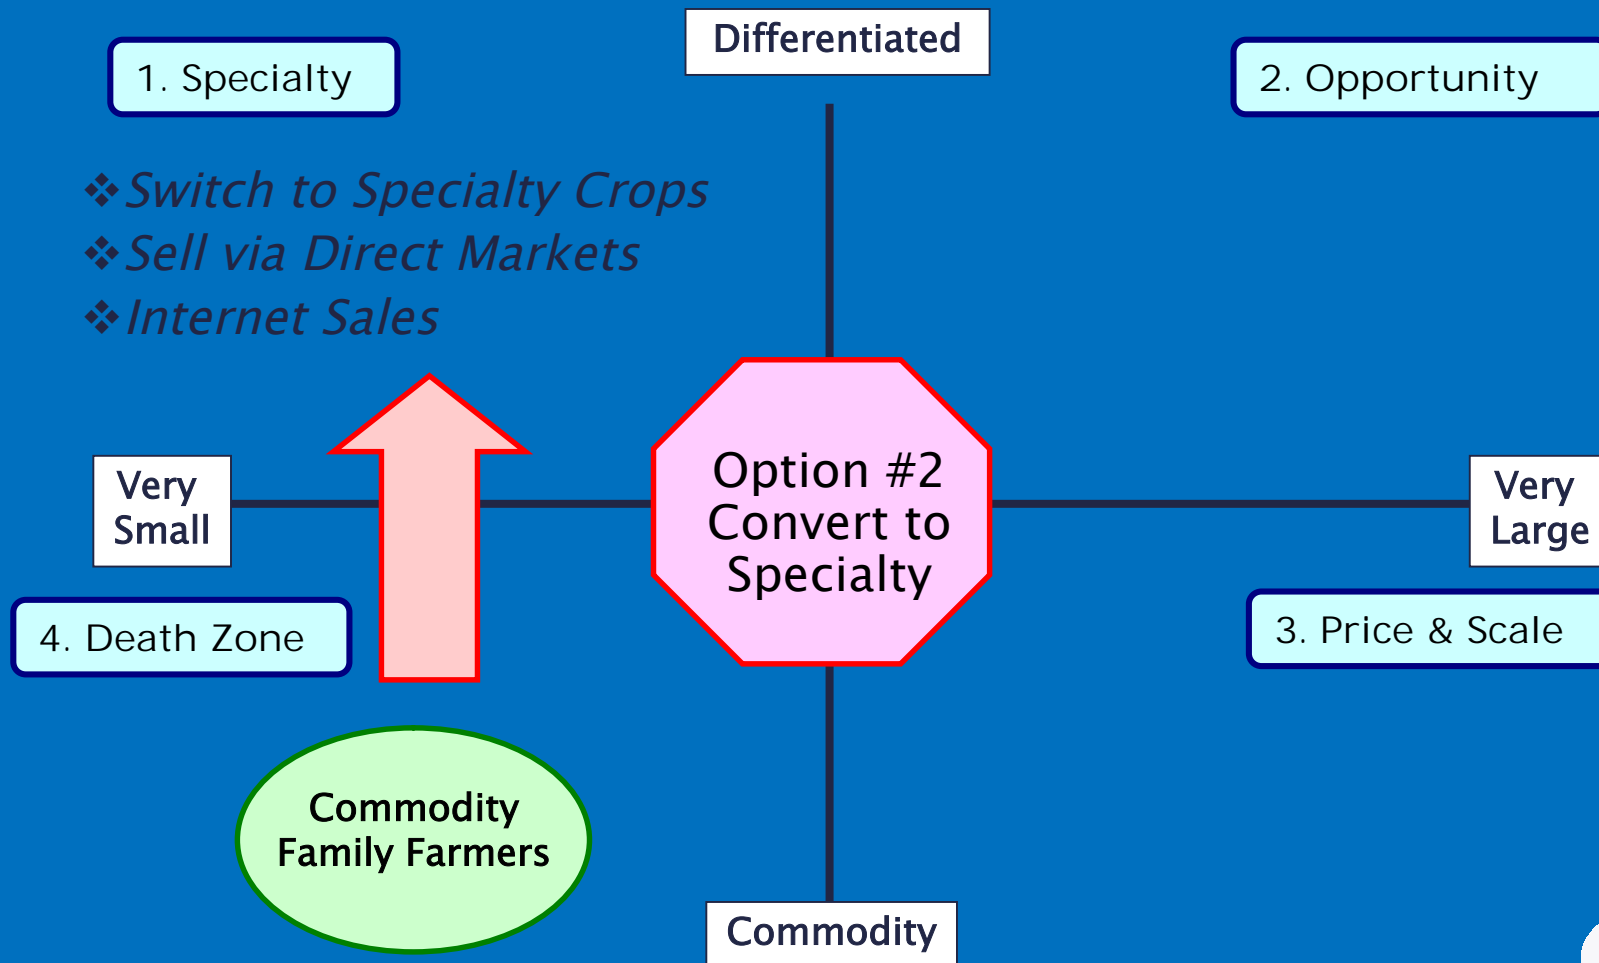 Differentiated
1. Specialty
2. Opportunity
❖Switch to Specialty Crops
❖Sell via Direct Markets
❖Internet Sales
Option #2
Convert to
Specialty
Very
Small
Very
Large
4. Death Zone
3. Price & Scale
Commodity
Family Farmers
Commodity